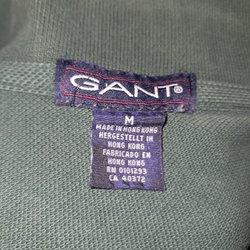 GANT®
M
MADE IN HONG KONG
HERGESTELLT IN
HONG KONG
FABRICADO EN
HONG KONG
RN 0101293
CA 40372